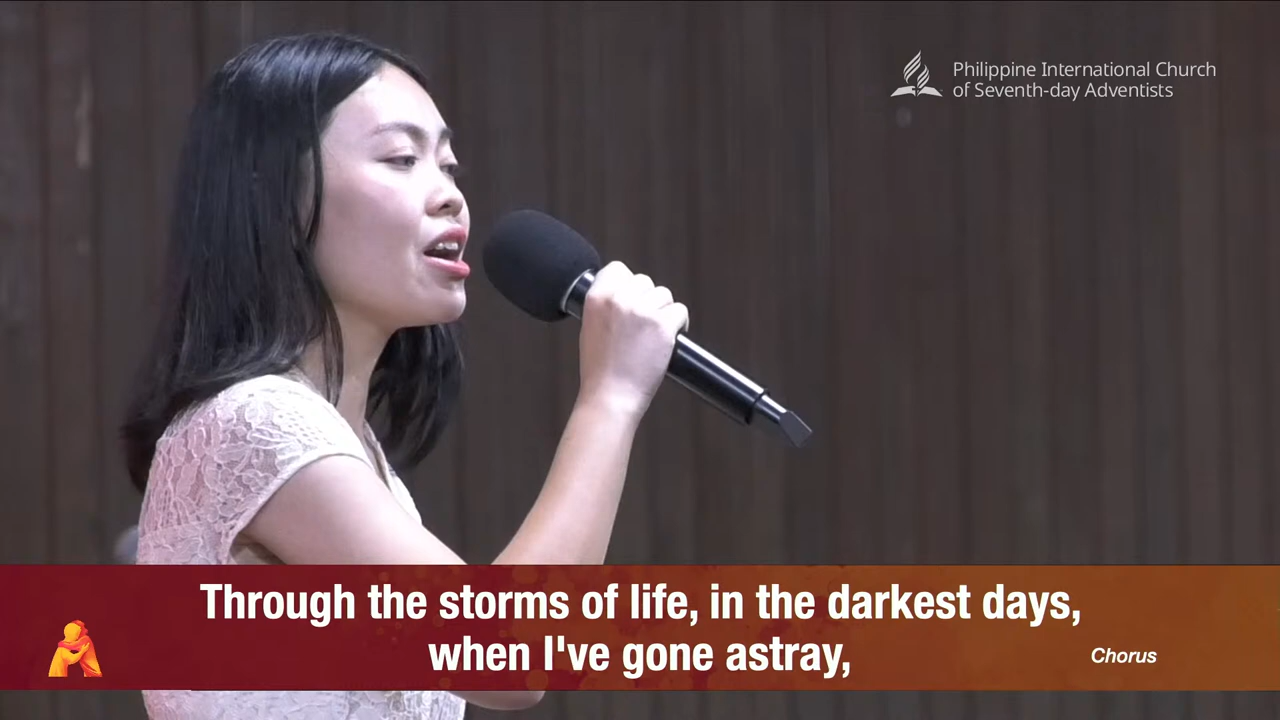 Philippine International Church
of Seventh-day Adventists
Through the storms of life, in the darkest days,
when I've gone astray,
Chorus